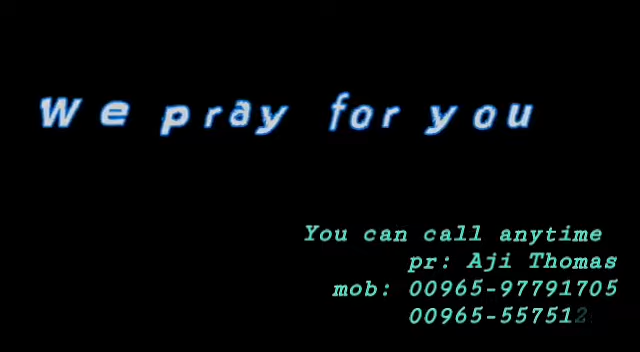 We pray for you
You can call anytime
pr: Aji Thomas
mob: 00965-97791705
00965-557512